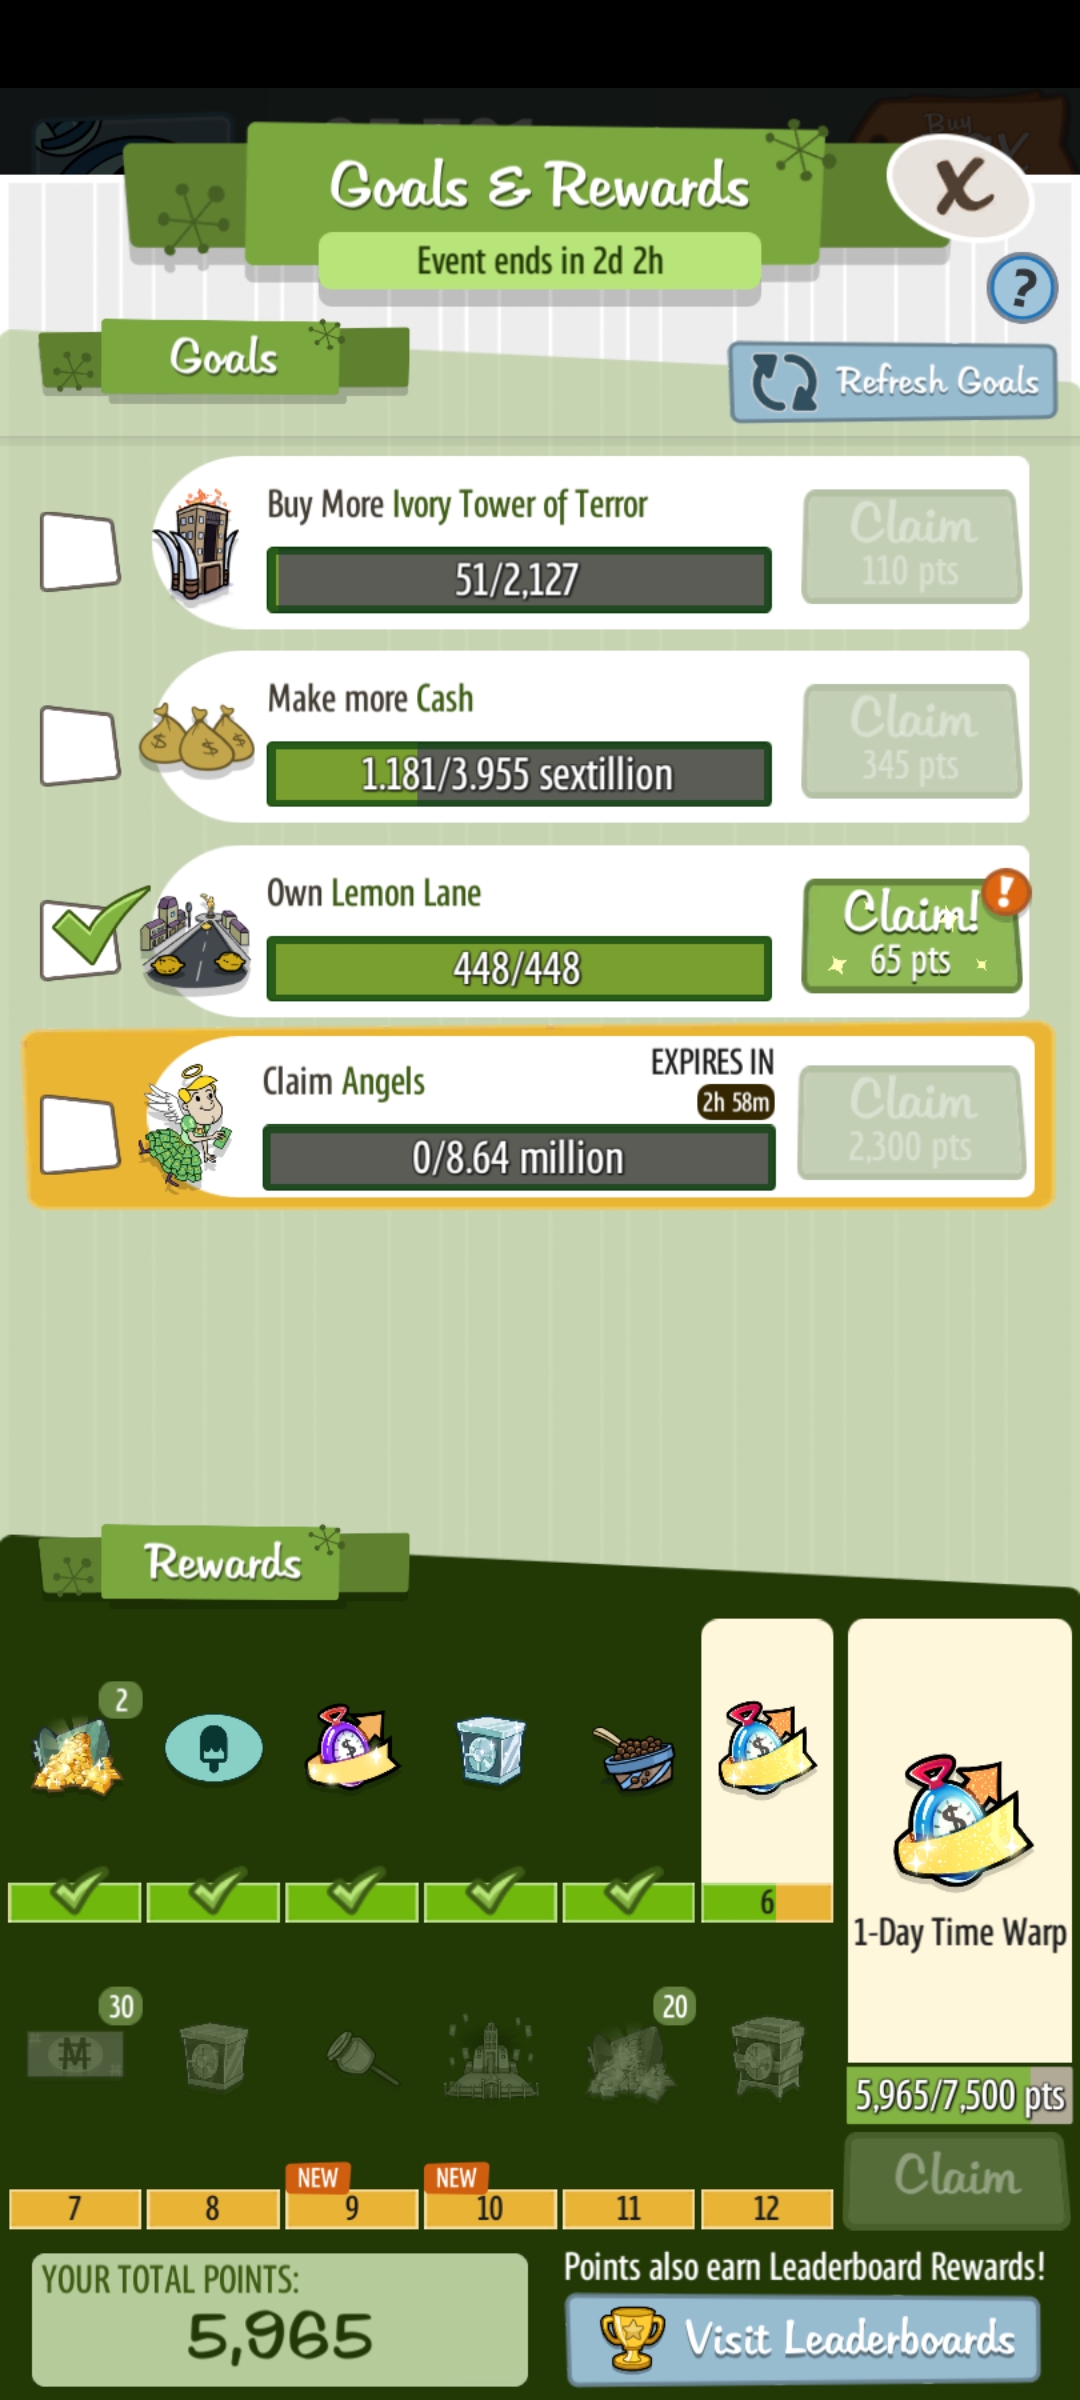 Buy
Goals & Rewards
X
Event ends in 2d 2h
?
Goals
Refresh Goals
Buy More Ivory Tower of Terror
51/2,127
Claim
110 pts
Make more Cash
1.181/3.955 sextillion
Claim
345 pts
Own Lemon Lane
448/448
Claim!
65 pts
!
Claim Angels
EXPIRES IN
2h 58m
0/8.64 million
Claim
2,300 pts
Rewards
2
6
1-Day Time Warp
30
20
5,965/7,500 pts
NEW
NEW
7
8
9
10
11
12
Claim
YOUR TOTAL POINTS:
5,965
Points also earn Leaderboard Rewards!
Visit Leaderboards